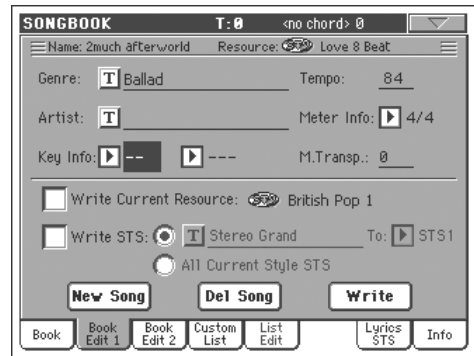 SONGBOOK T:0 <no chord> 0
Name: 2much afterworld Resource: Love 8 Beat
Genre: T Ballad Tempo: 84
Artist: T Meter Info: 4/4
Key Info: -- --- M.Transp.: 0
Write Current Resource: British Pop 1
Write STS: T Stereo Grand To: STS1
All Current Style STS
New Song Del Song Write
Book Book Edit 1 Book Edit 2 Custom List List Edit Lyrics STS Info